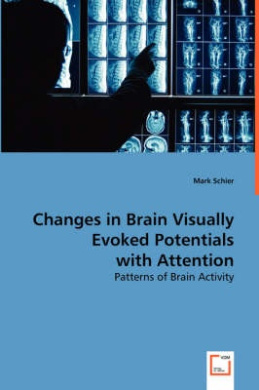 Mark Schier
Changes in Brain Visually
Evoked Potentials
with Attention
Patterns of Brain Activity
VDM